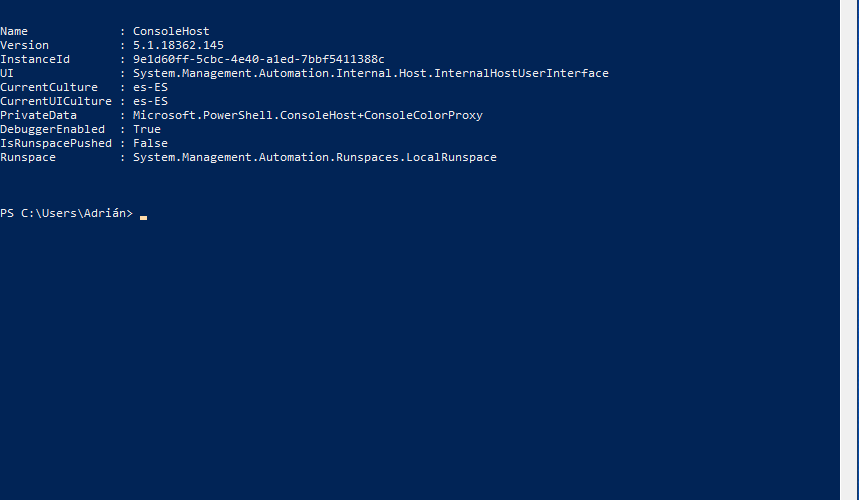 Name             : ConsoleHost
Version          : 5.1.18362.145
InstanceId       : 9e1d60ff-5cbc-4e40-a1ed-7bbf5411388c
UI               : System.Management.Automation.Internal.Host.InternalHostUserInterface
CurrentCulture   : es-ES
CurrentUICulture : es-ES
PrivateData      : Microsoft.PowerShell.ConsoleHost+ConsoleColorProxy
DebuggerEnabled  : True
IsRunspacePushed : False
Runspace         : System.Management.Automation.Runspaces.LocalRunspace
PS C:\Users\Adrián>